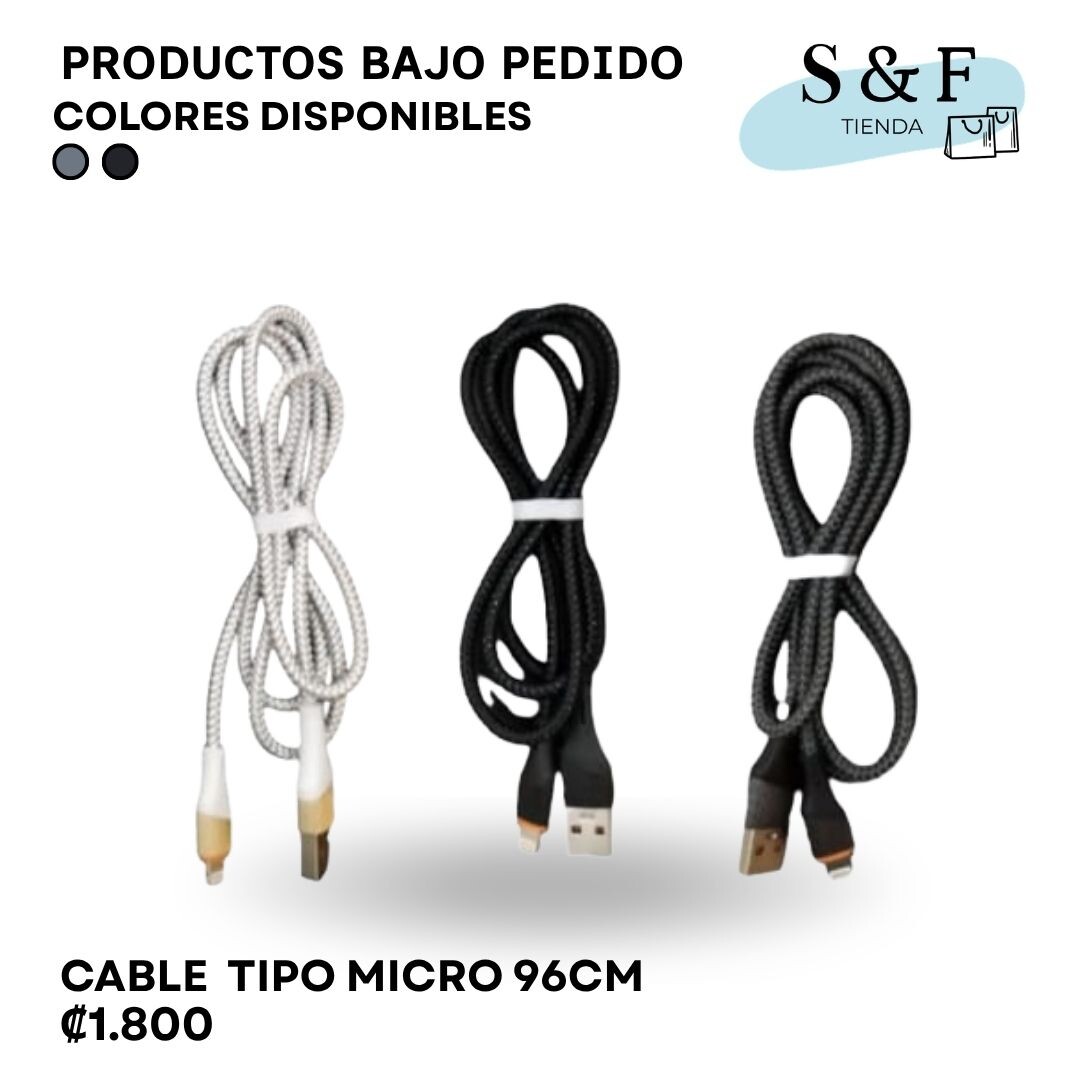 PRODUCTOS BAJO PEDIDO
COLORES DISPONIBLES
S & F
TIENDA
CABLE TIPO MICRO 96CM
₡1.800